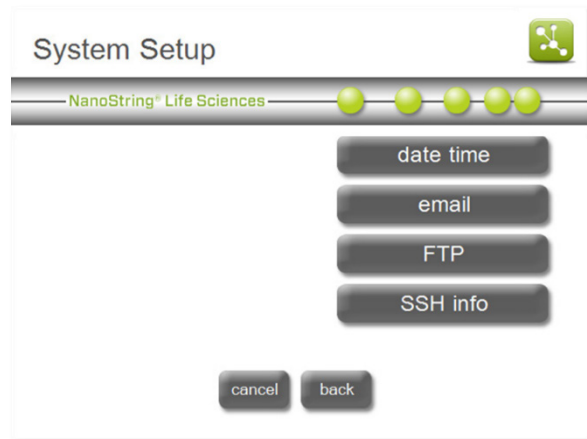 System Setup
NanoString® Life Sciences
date time
email
FTP
SSH info
cancel back